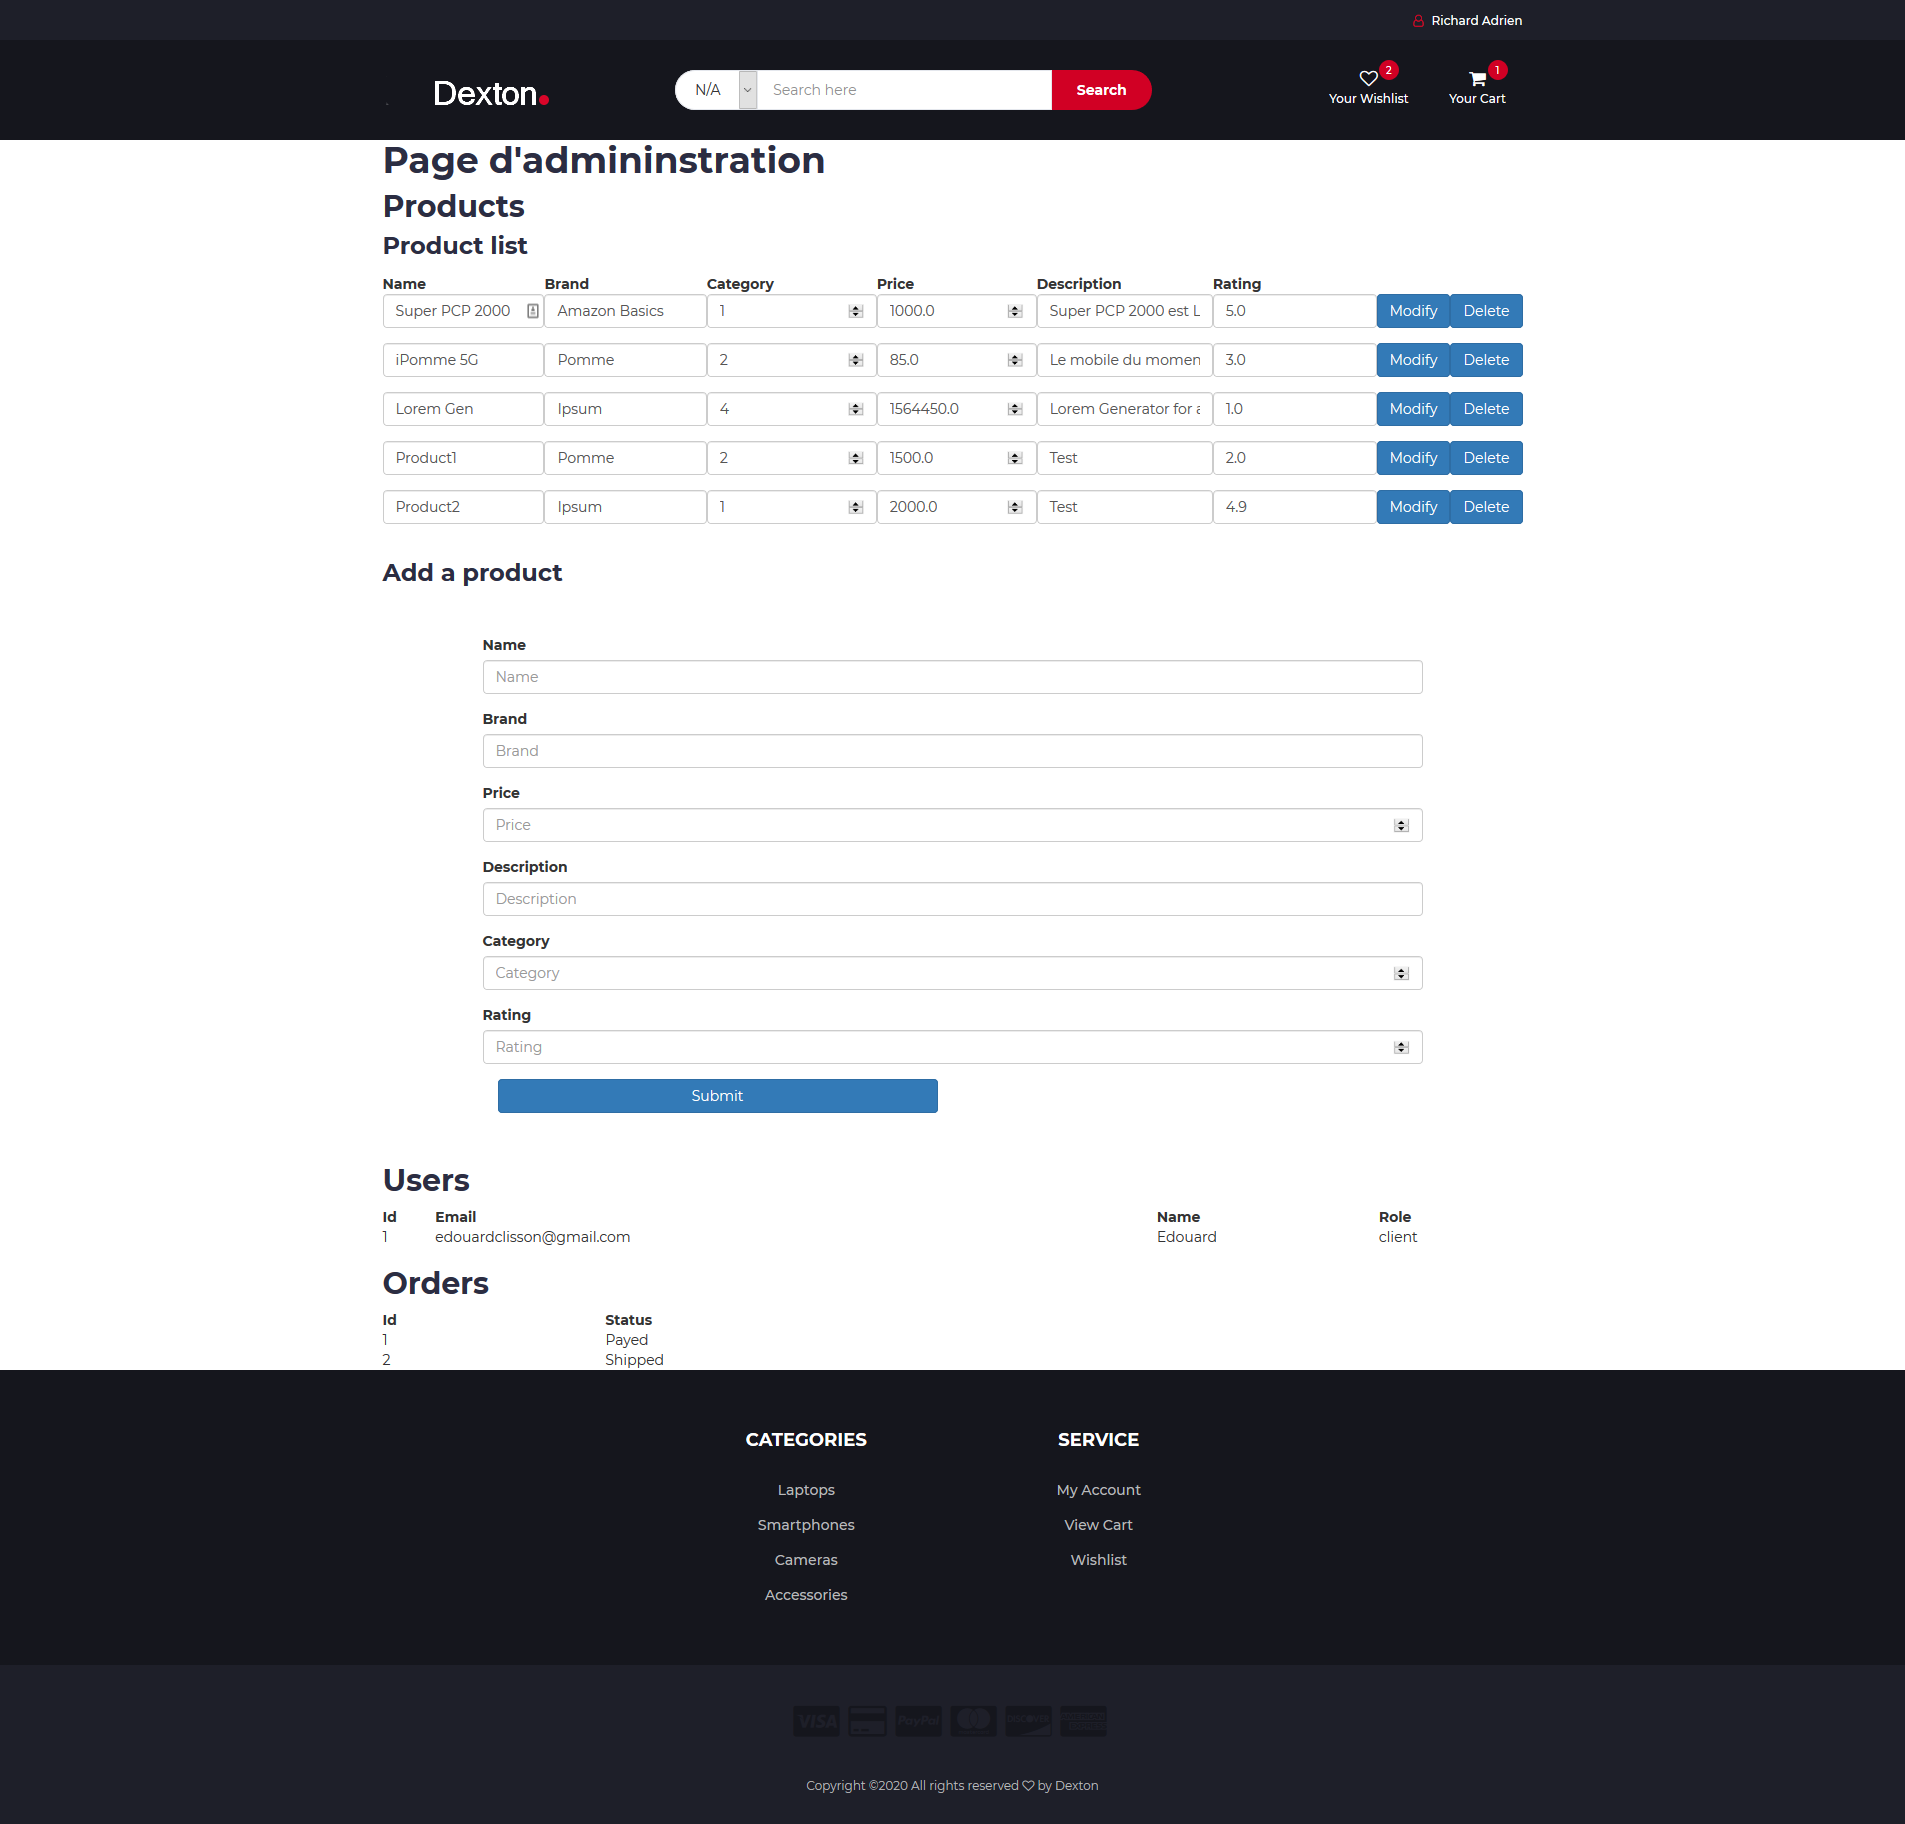 Richard Adrien
Dexton.
N/A Search here Search
2
Your Wishlist
1
Your Cart
Page d'admininstration
Products
Product list
Name Brand Category Price Description Rating
Super PCP 2000 Amazon Basics 1 1000.0 Super PCP 2000 est L 5.0 Modify Delete
iPomme 5G Pomme 2 85.0 Le mobile du momen 3.0 Modify Delete
Lorem Gen Ipsum 4 1564450.0 Lorem Generator for a 1.0 Modify Delete
Product1 Pomme 2 1500.0 Test 2.0 Modify Delete
Product2 Ipsum 1 2000.0 Test 4.9 Modify Delete
Add a product
Name
Name
Brand
Brand
Price
Price
Description
Description
Category
Category
Rating
Rating
Submit
Users
Id Email Name Role
1 edouardclisson@gmail.com Edouard client
Orders
Id Status
1 Payed
2 Shipped
CATEGORIES
Laptops
Smartphones
Cameras
Accessories
SERVICE
My Account
View Cart
Wishlist
VISA PayPal DISCOVER
Copyright ©2020 All rights reserved ♡ by Dexton